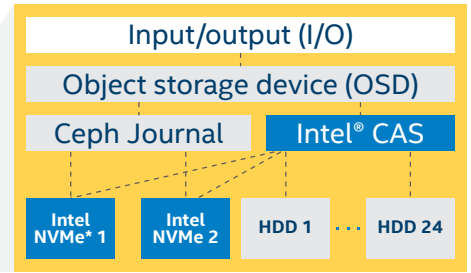 Input/output (I/O)
Object storage device (OSD)
Ceph Journal
Intel® CAS
Intel
NVMe* 1
Intel
NVMe 2
HDD 1
...
HDD 24